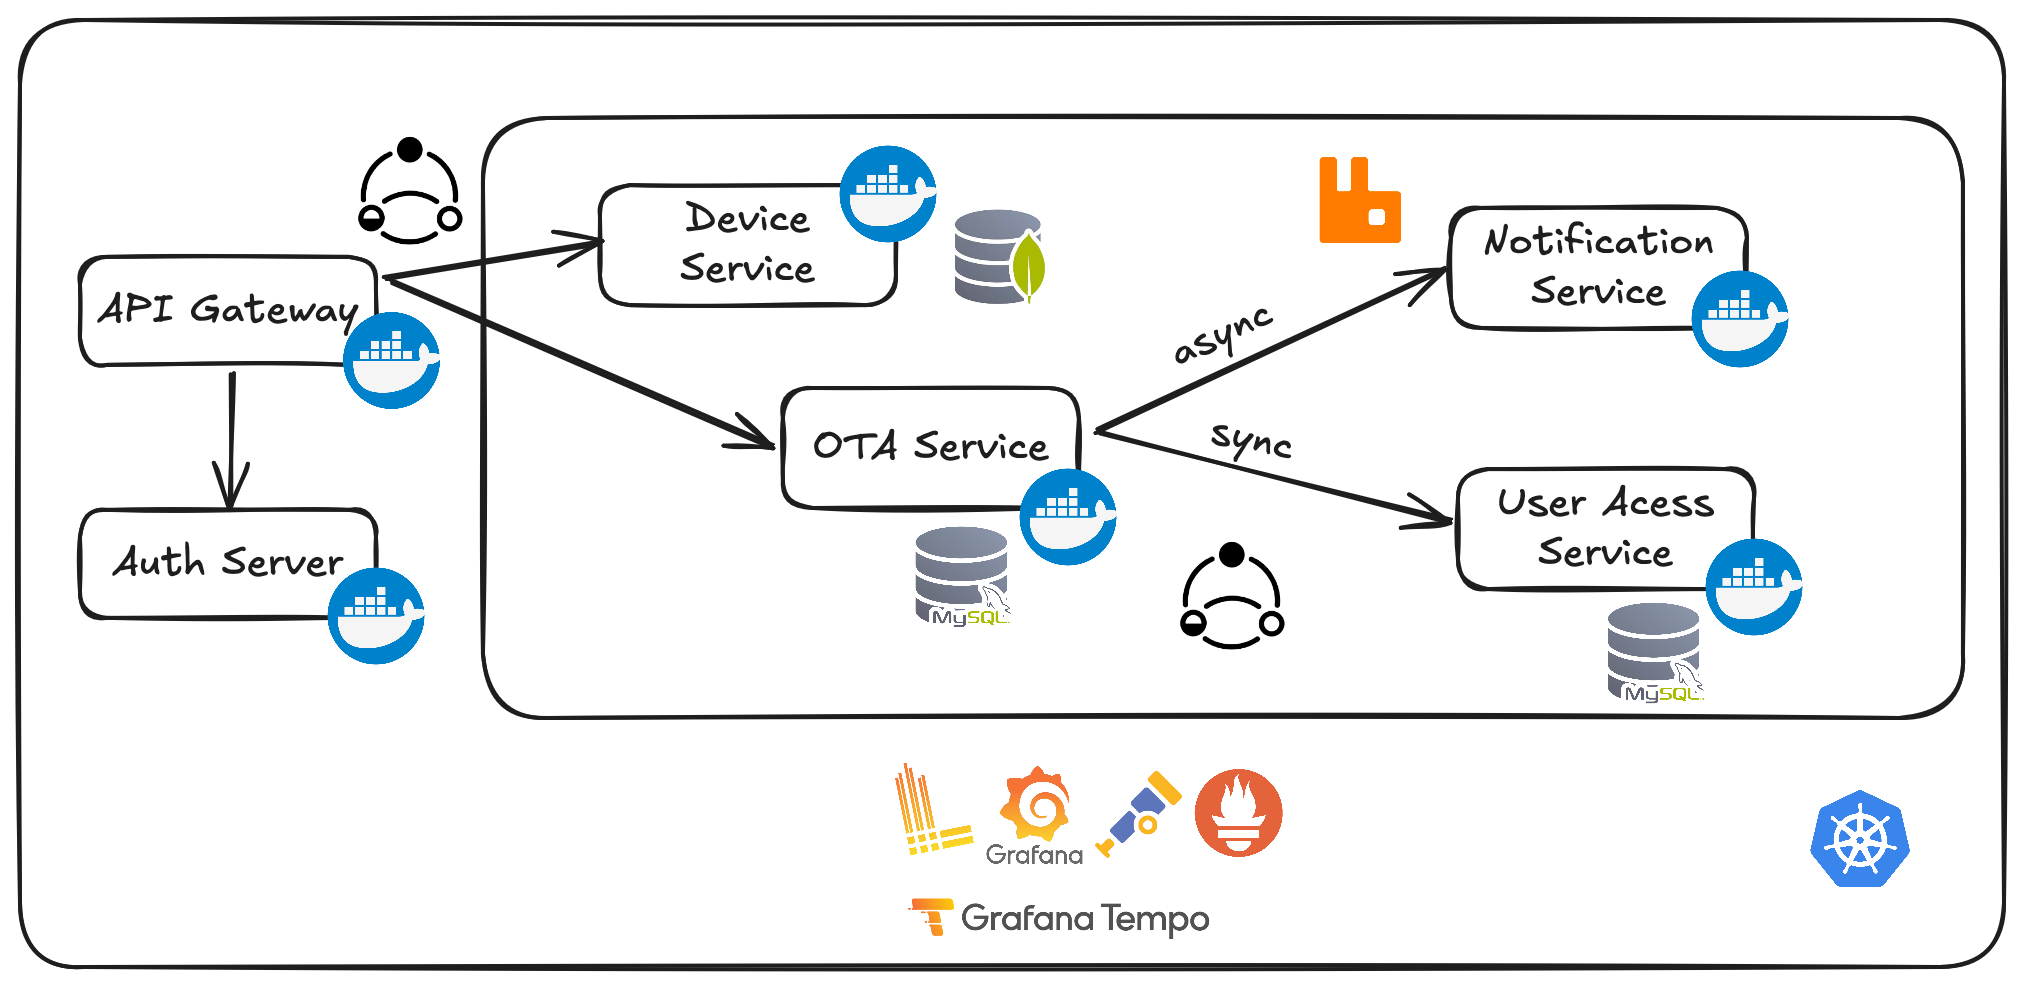 Device
Service
API Gateway
Notification
Service
async
OTA Service
sync
User Acess
Service
Auth Server
MySQL
MySQL
Grafana
Grafana Tempo